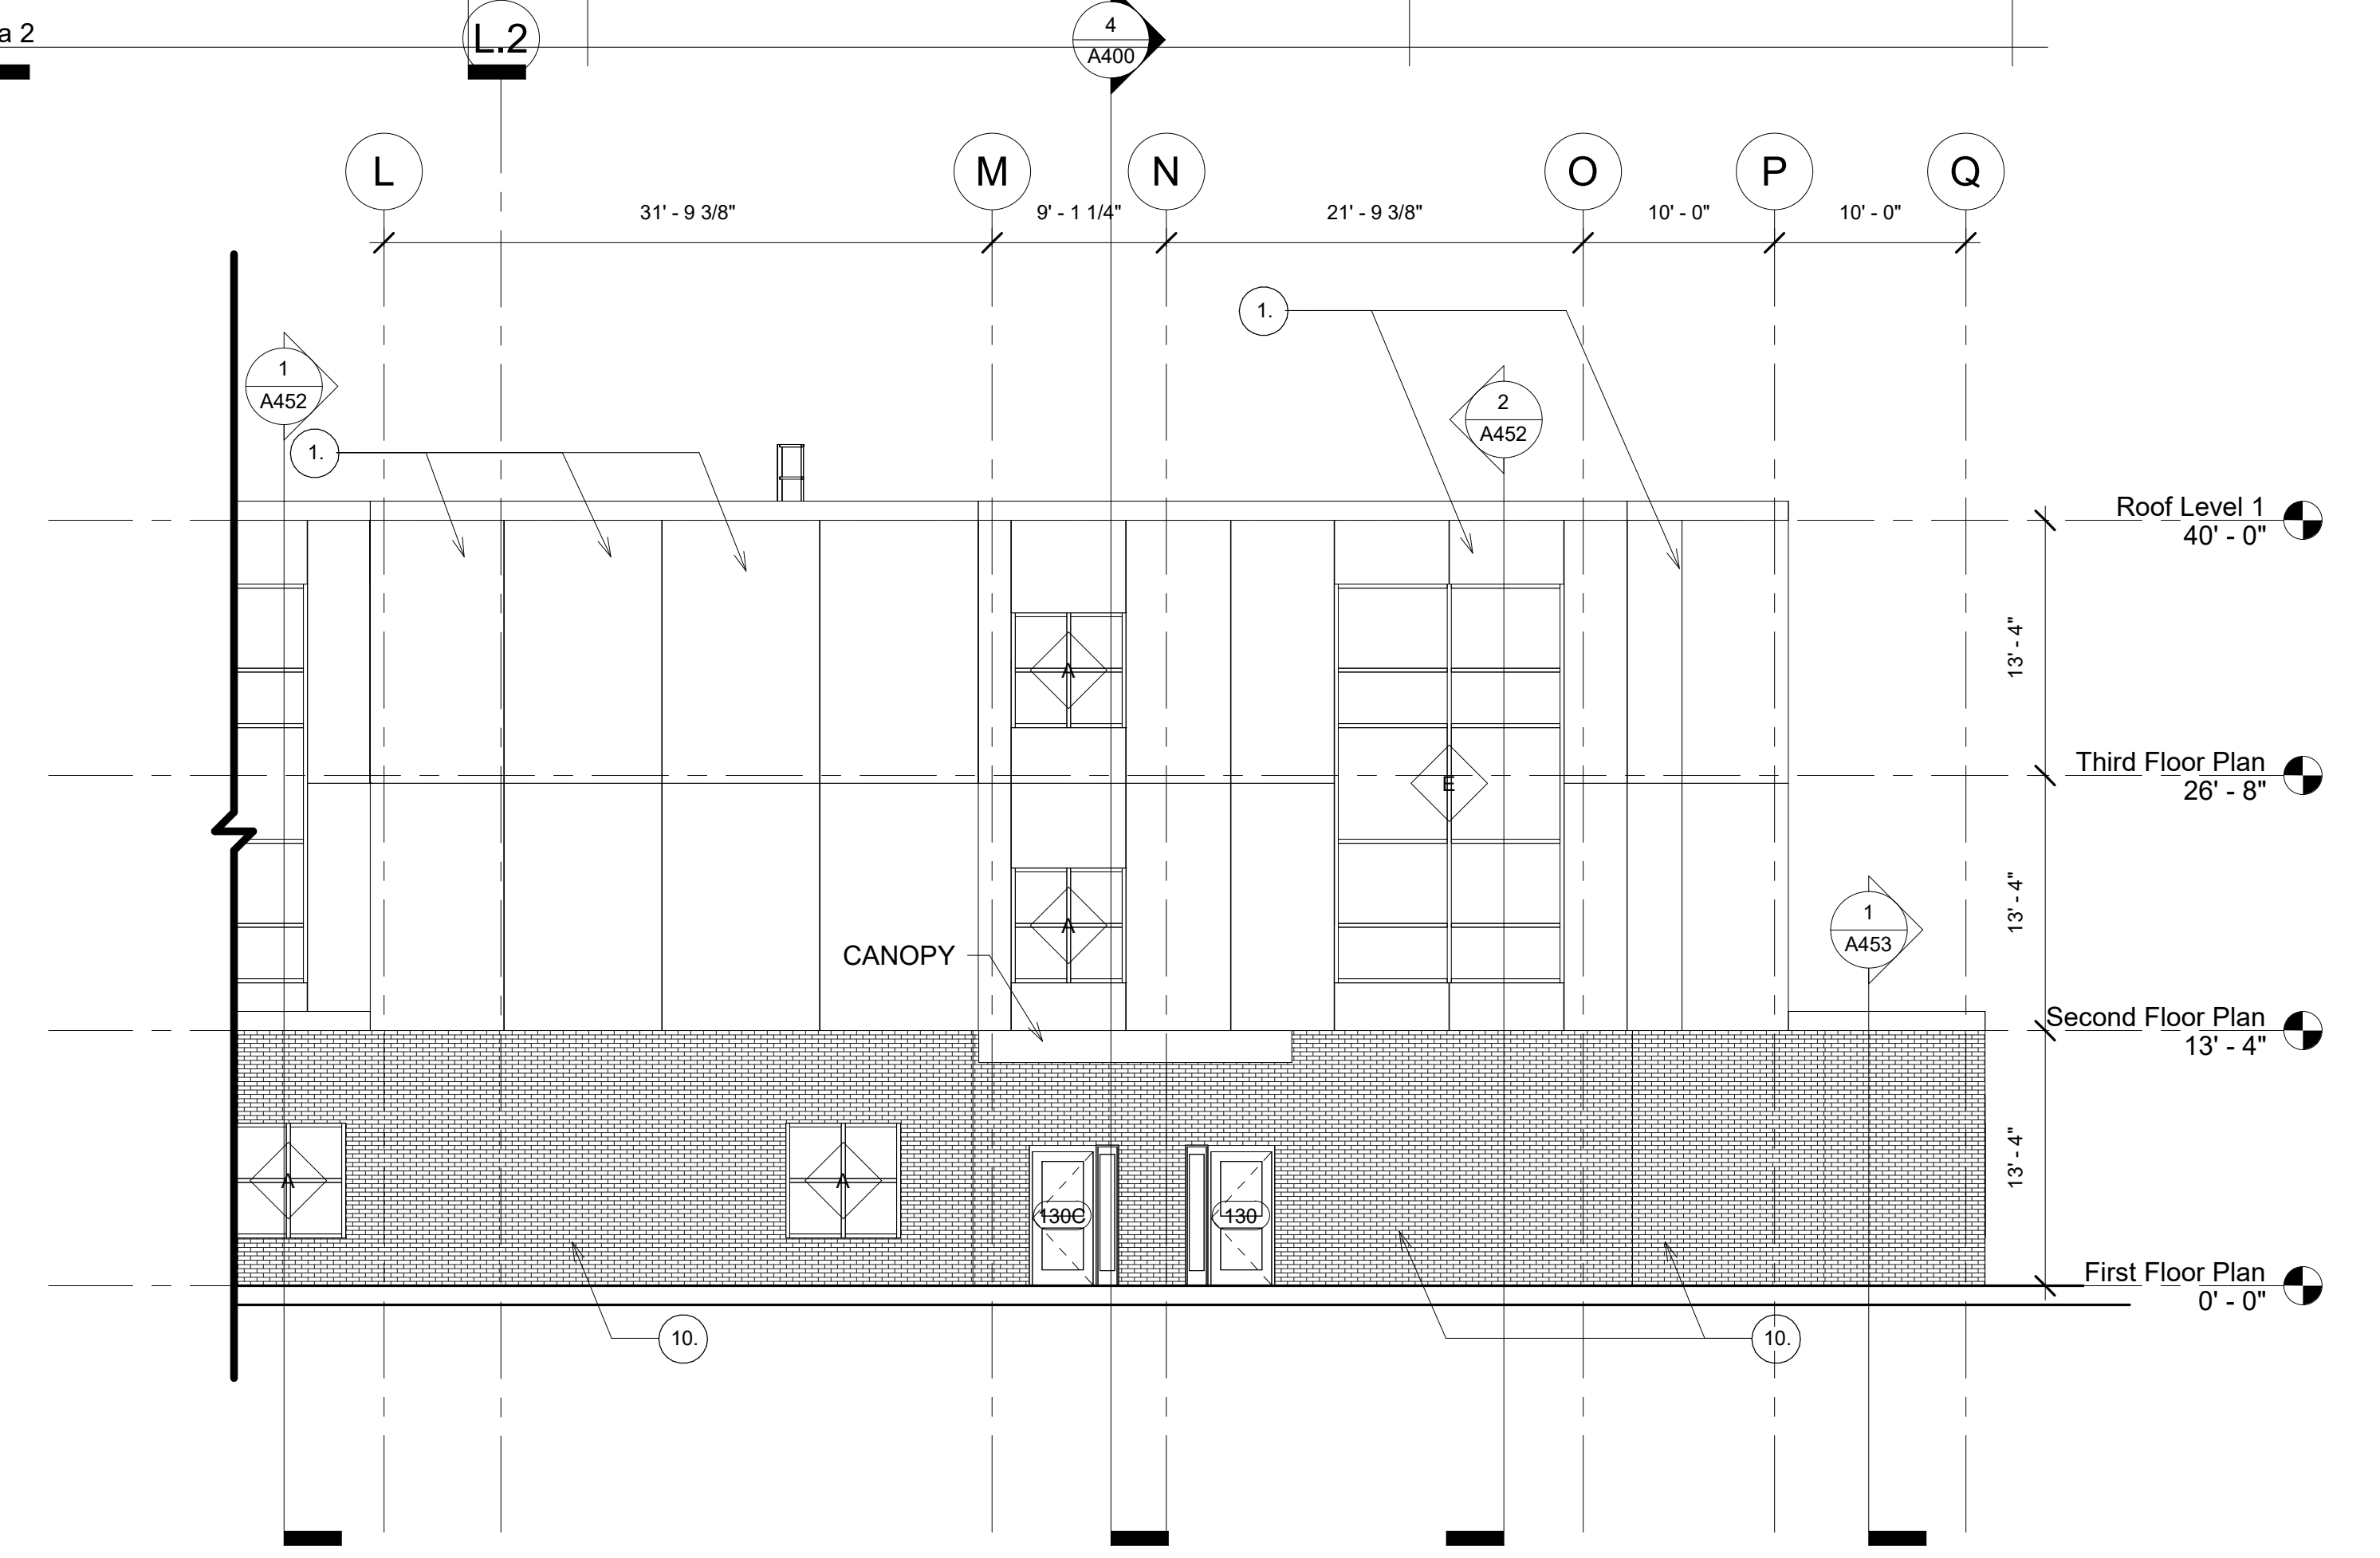 a 2
L.2
4
A400
L
M
N
O
P
Q
31' - 9 3/8"
9' - 1 1/4"
21' - 9 3/8"
10' - 0"
10' - 0"
1.
1
A452
2
A452
1.
Roof Level 1
40' - 0"
13' - 4"
A
Third Floor Plan
26' - 8"
E
13' - 4"
A
1
A453
CANOPY
Second Floor Plan
13' - 4"
13' - 4"
A
A
130C
130
First Floor Plan
0' - 0"
10.
10.